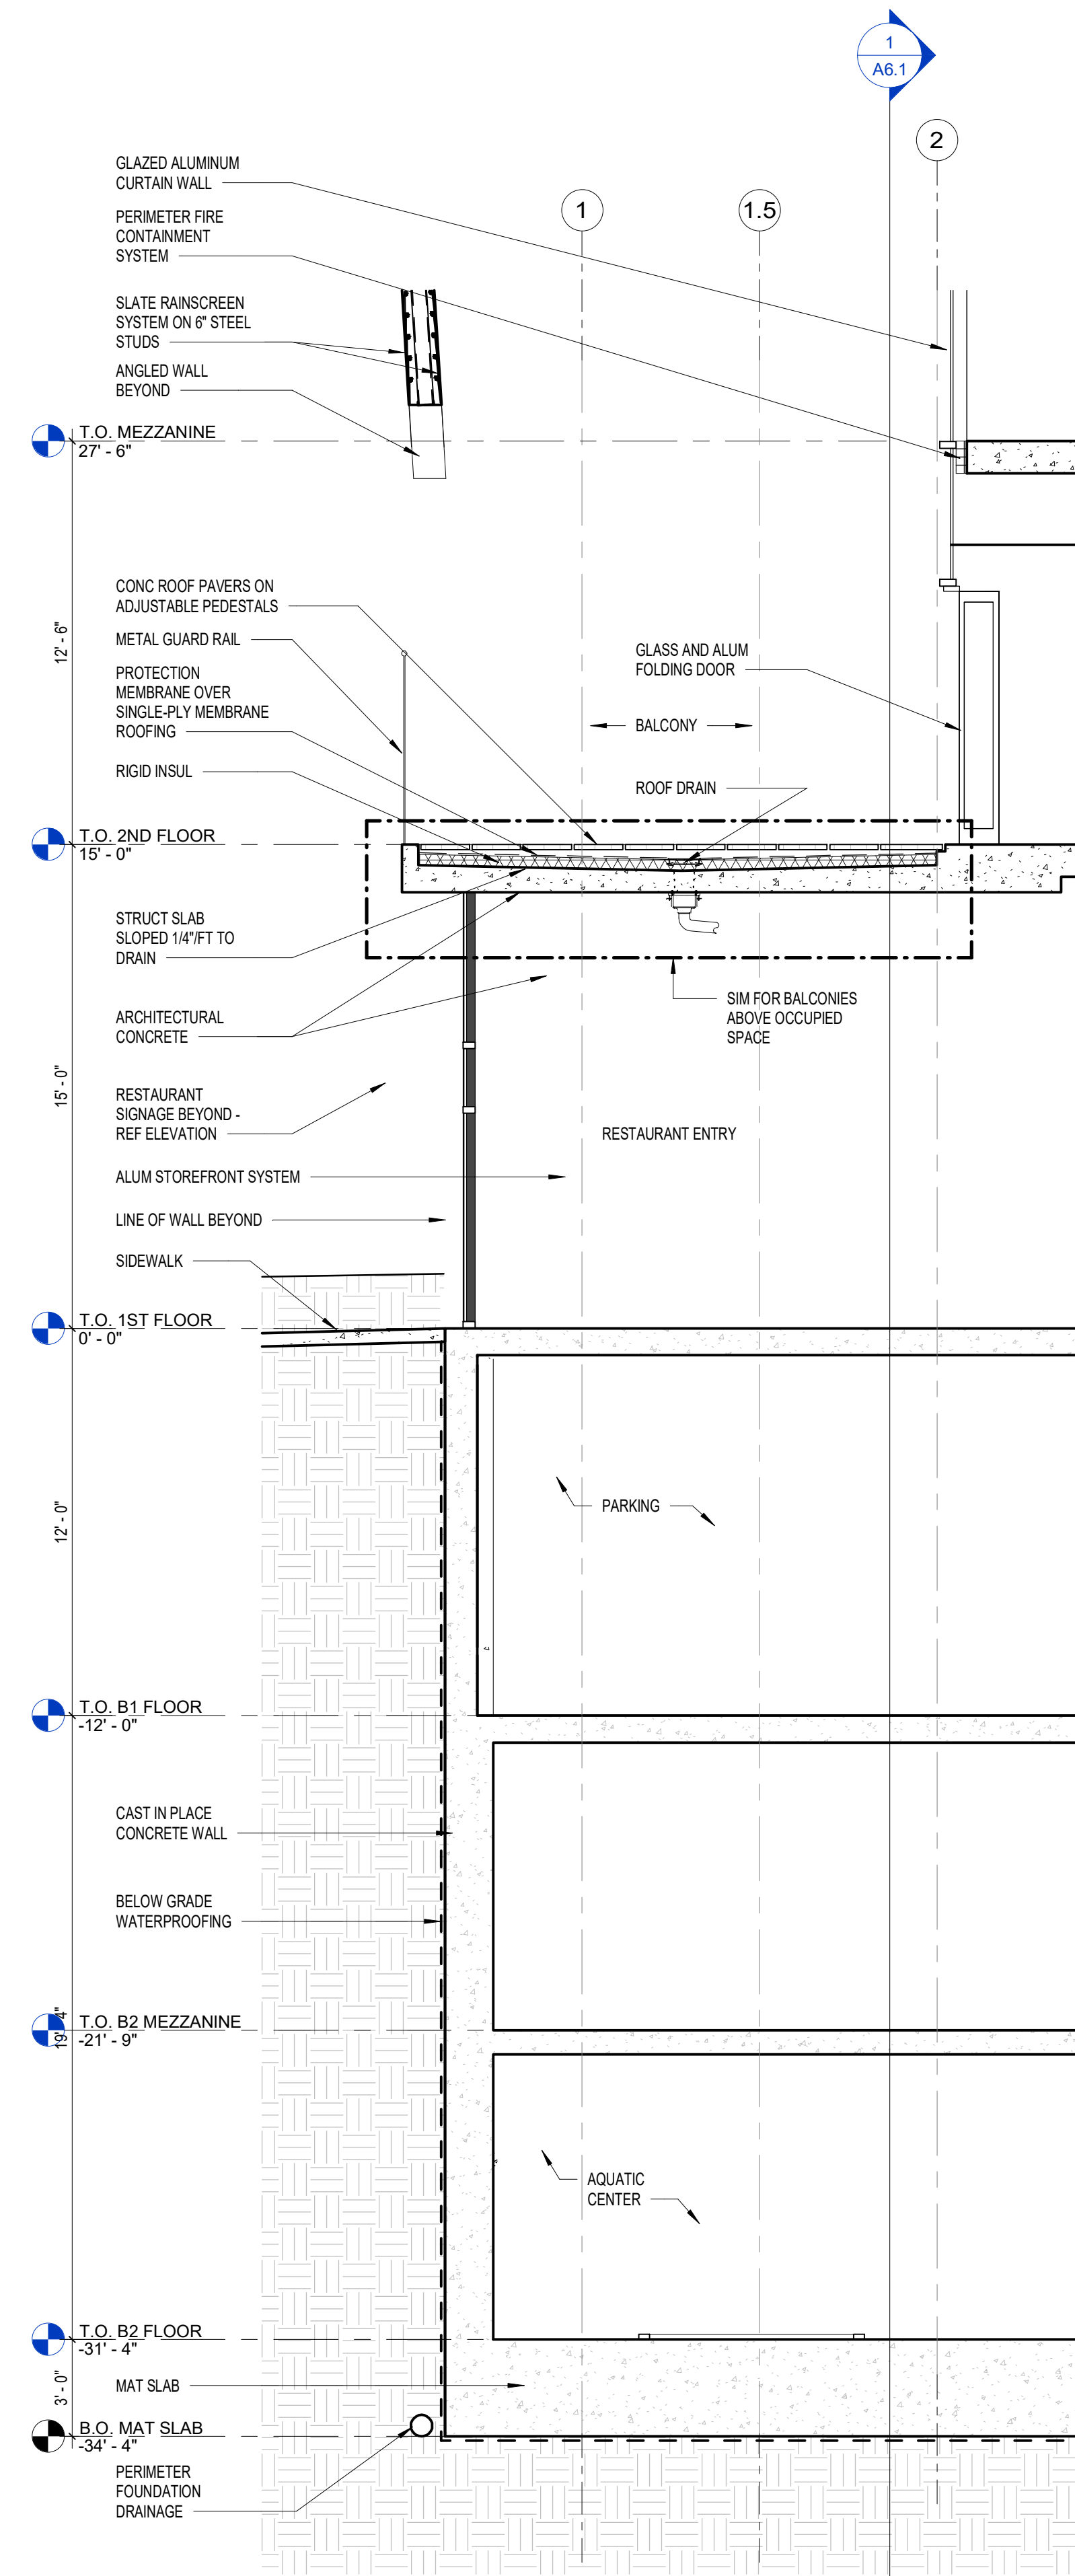 1
A6.1
2
GLAZED ALUMINUM
CURTAIN WALL
1
1.5
PERIMETER FIRE
CONTAINMENT
SYSTEM
SLATE RAINSCREEN
SYSTEM ON 6" STEEL
STUDS
ANGLED WALL
BEYOND
T.O. MEZZANINE
27' - 6"
CONC ROOF PAVERS ON
ADJUSTABLE PEDESTALS
12' - 6"
METAL GUARD RAIL
GLASS AND ALUM
FOLDING DOOR
PROTECTION
MEMBRANE OVER
SINGLE-PLY MEMBRANE
ROOFING
BALCONY
RIGID INSUL
ROOF DRAIN
T.O. 2ND FLOOR
15' - 0"
STRUCT SLAB
SLOPED 1/4"/FT TO
DRAIN
SIM FOR BALCONIES
ABOVE OCCUPIED
SPACE
ARCHITECTURAL
CONCRETE
15' - 0"
RESTAURANT
SIGNAGE BEYOND -
REF ELEVATION
RESTAURANT ENTRY
ALUM STOREFRONT SYSTEM
LINE OF WALL BEYOND
SIDEWALK
T.O. 1ST FLOOR
0' - 0"
12' - 0"
PARKING
T.O. B1 FLOOR
-12' - 0"
CAST IN PLACE
CONCRETE WALL
BELOW GRADE
WATERPROOFING
19' - 4"
T.O. B2 MEZZANINE
-21' - 9"
AQUATIC
CENTER
T.O. B2 FLOOR
-31' - 4"
3' - 0"
MAT SLAB
B.O. MAT SLAB
-34' - 4"
PERIMETER
FOUNDATION
DRAINAGE